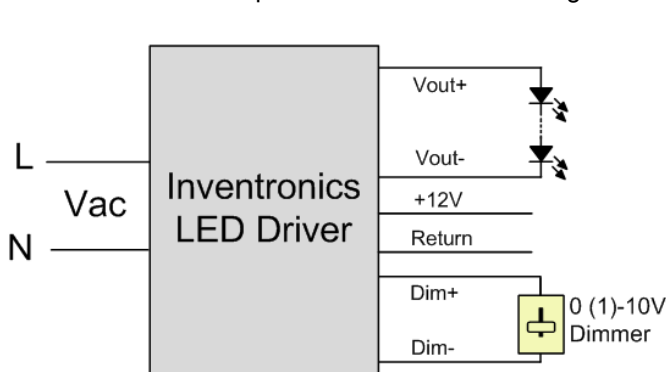 L
Vac
N
Inventronics
LED Driver
Vout+
Vout-
+12V
Return
Dim+
Dim-
0 (1)-10V
Dimmer